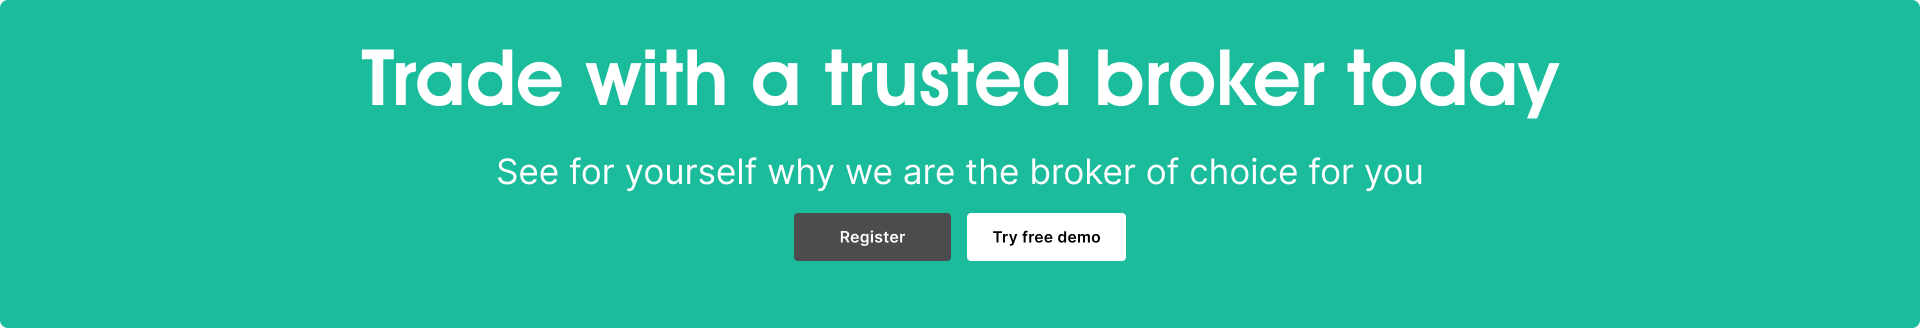 Trade with a trusted broker today
See for yourself why we are the broker of choice for you
Register
Try free demo